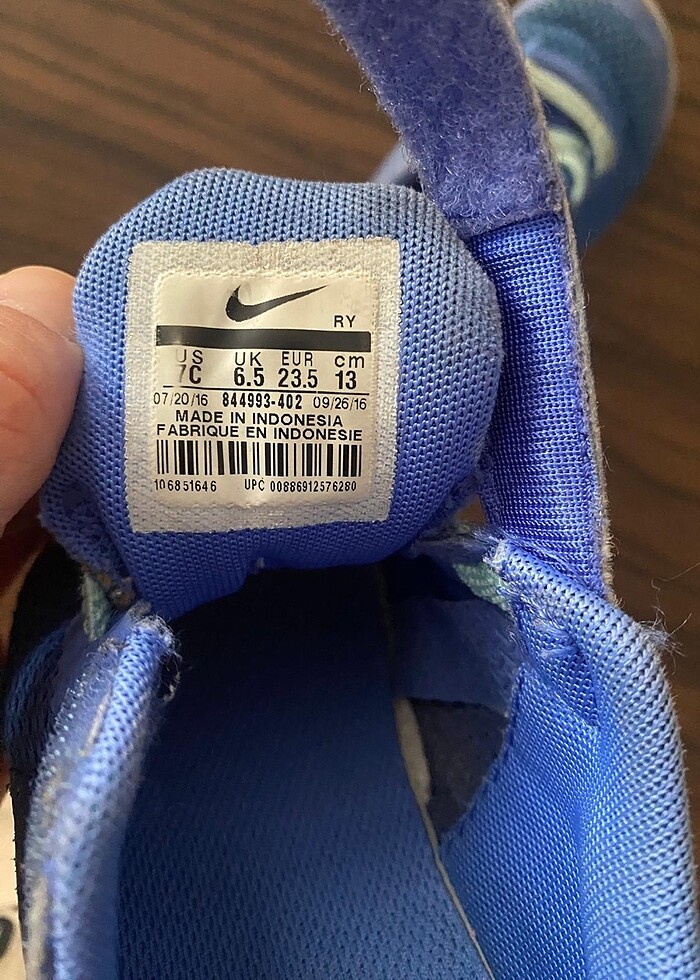 RY
US UK EUR cm
7C 6.5 23.5 13
07/20/16 844993-402 09/26/16
MADE IN INDONESIA
FABRIQUE EN INDONESIE
106851646 UPC 00886912576280